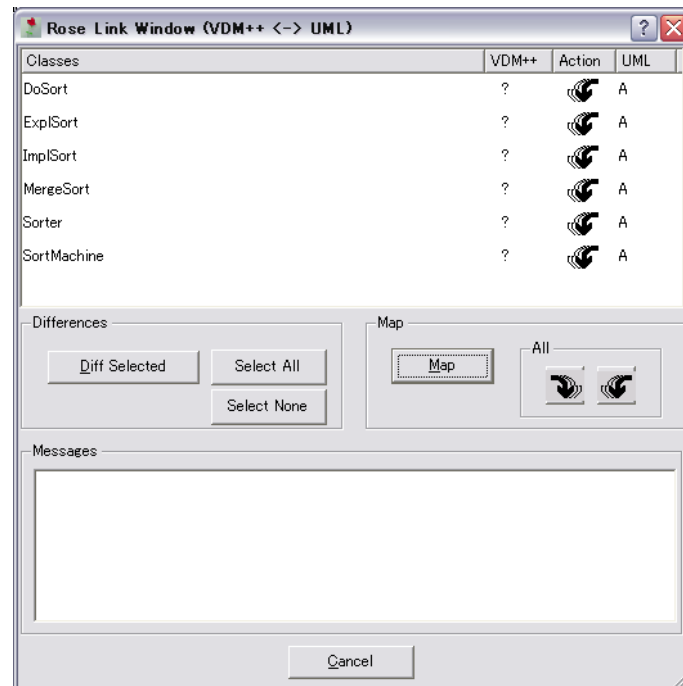 Rose Link Window (VDM++ <-> UML)
Classes VDM++ Action UML
DoSort ? A
ExplSort ? A
ImplSort ? A
MergeSort ? A
Sorter ? A
SortMachine ? A
Differences
Diff Selected
Select All
Select None
Map
Map
All
Messages
Cancel